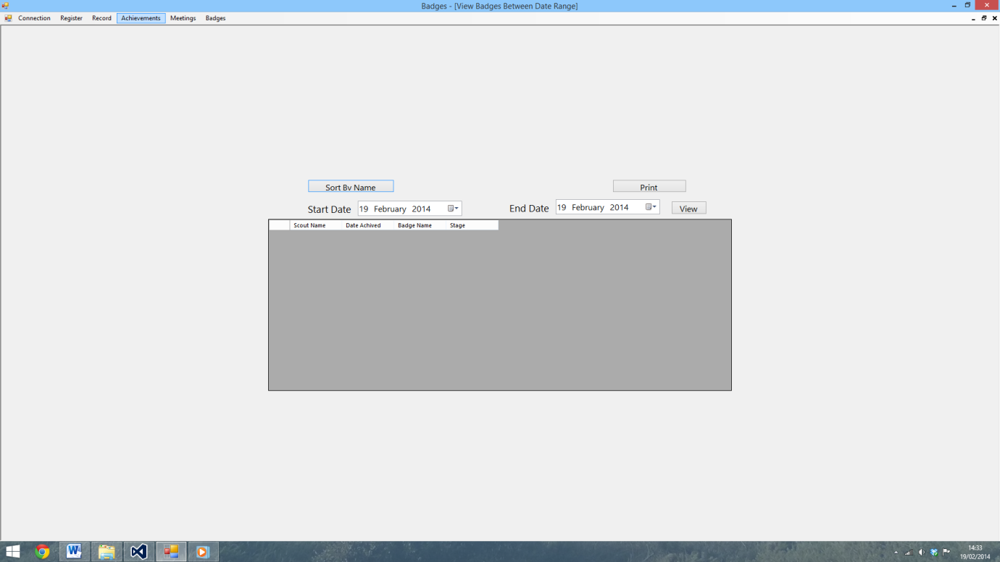 Badges - [View Badges Between Date Range]
Connection Register Record Achievements Meetings Badges
Sort By Name Print
Start Date 19 February 2014 End Date 19 February 2014 View
Scout Name Date Achived Badge Name Stage
14:33
19/02/2014